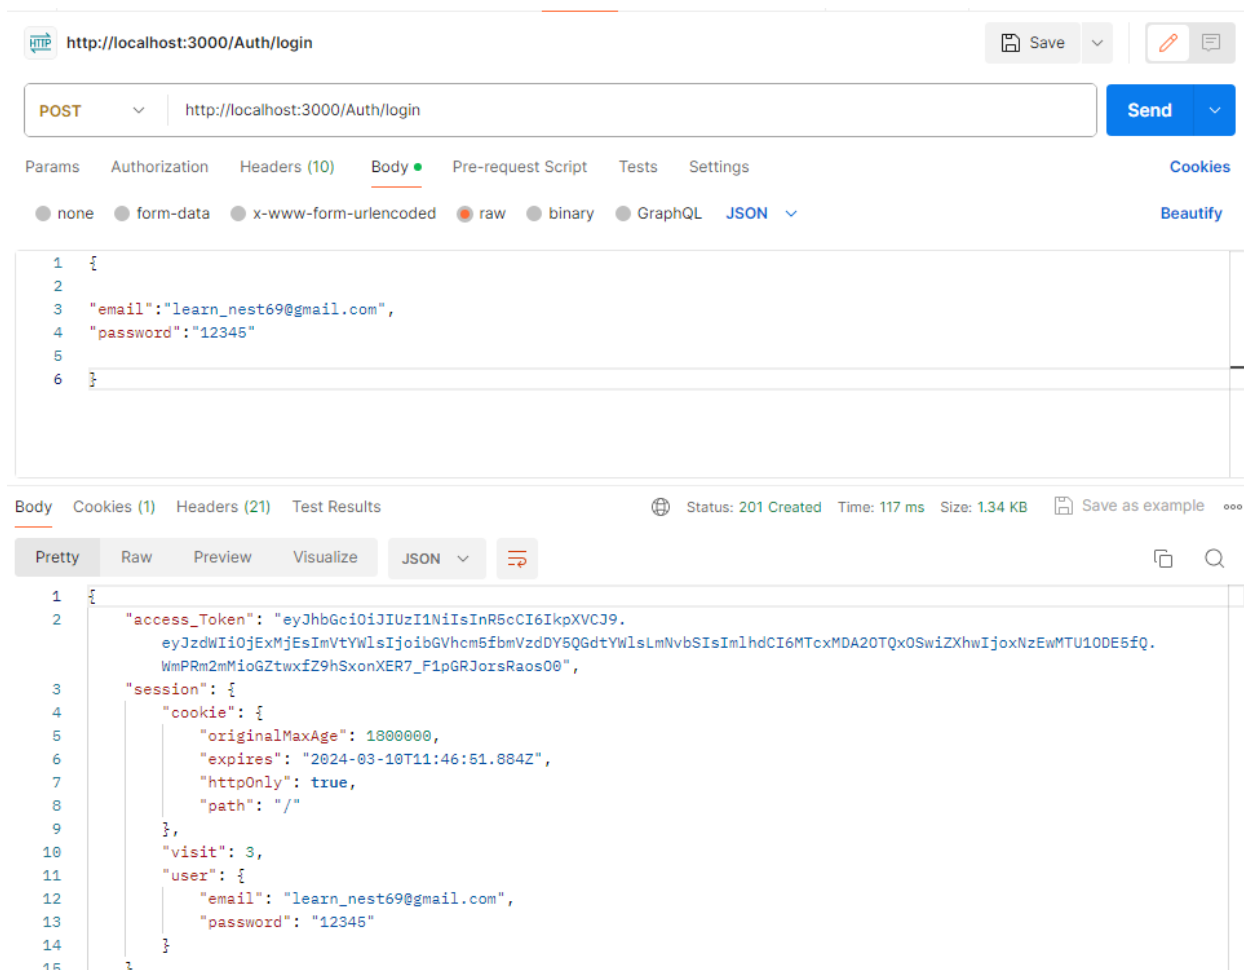 HTTP http://localhost:3000/Auth/login Save
POST http://localhost:3000/Auth/login Send
Params Authorization Headers (10) Body Pre-request Script Tests Settings Cookies
none form-data x-www-form-urlencoded raw binary GraphQL JSON Beautify
1 {
2
3 "email":"learn_nest69@gmail.com",
4 "password":"12345"
5
6 }
Body Cookies (1) Headers (21) Test Results Status: 201 Created Time: 117 ms Size: 1.34 KB Save as example
Pretty Raw Preview Visualize JSON
1 {
2 "access_Token": "eyJhbGciOiJIUzI1NiIsInR5cCI6IkpXVCJ9.
eyJzdWIiOjExMjEsImVtYWlsIjoibGVhcm5fbmVzdDY5QGdtYWlsLmNvbSIsImlhdCI6MTcxMDA2OTQxOSwiZXhwIjoxNzEwMTU1ODE5fQ.
WmPRm2mMioGZtwxfZ9hSxonXER7_F1pGRJorsRaosO0",
3 "session": {
4 "cookie": {
5 "originalMaxAge": 1800000,
6 "expires": "2024-03-10T11:46:51.884Z",
7 "httpOnly": true,
8 "path": "/"
9 },
10 "visit": 3,
11 "user": {
12 "email": "learn_nest69@gmail.com",
13 "password": "12345"
14 }
15 }